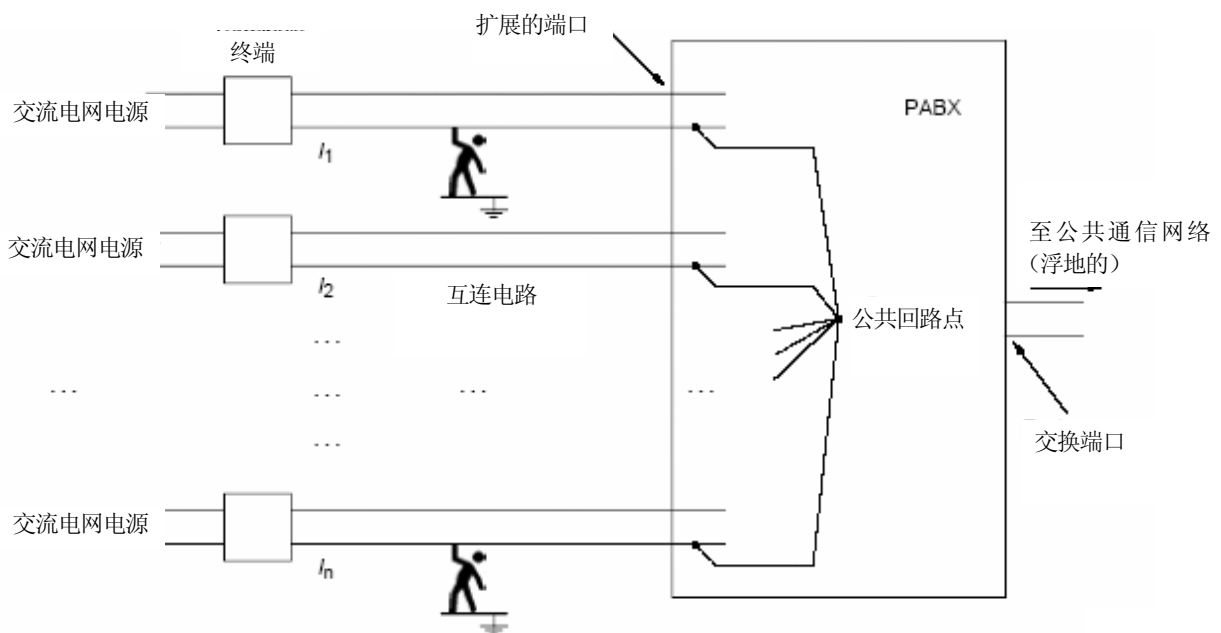 扩展的端口
终端
交流电网电源
PABX
I1
交流电网电源
至公共通信网络
（浮地的）
I2
互连电路
公共回路点
...
...
...
...
...
...
交换端口
交流电网电源
In